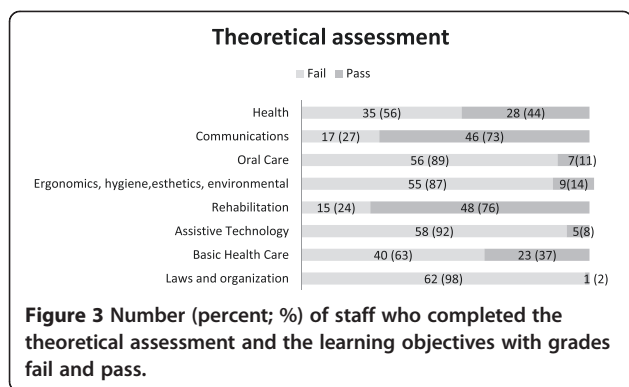 Theoretical assessment
Fail Pass
Health 35 (56) 28 (44)
Communications 17 (27) 46 (73)
Oral Care 56 (89) 7(11)
Ergonomics, hygiene,esthetics, environmental 55 (87) 9(14)
Rehabilitation 15 (24) 48 (76)
Assistive Technology 58 (92) 5(8)
Basic Health Care 40 (63) 23 (37)
Laws and organization 62 (98) 1 (2)
Figure 3 Number (percent; %) of staff who completed the
theoretical assessment and the learning objectives with grades
fail and pass.